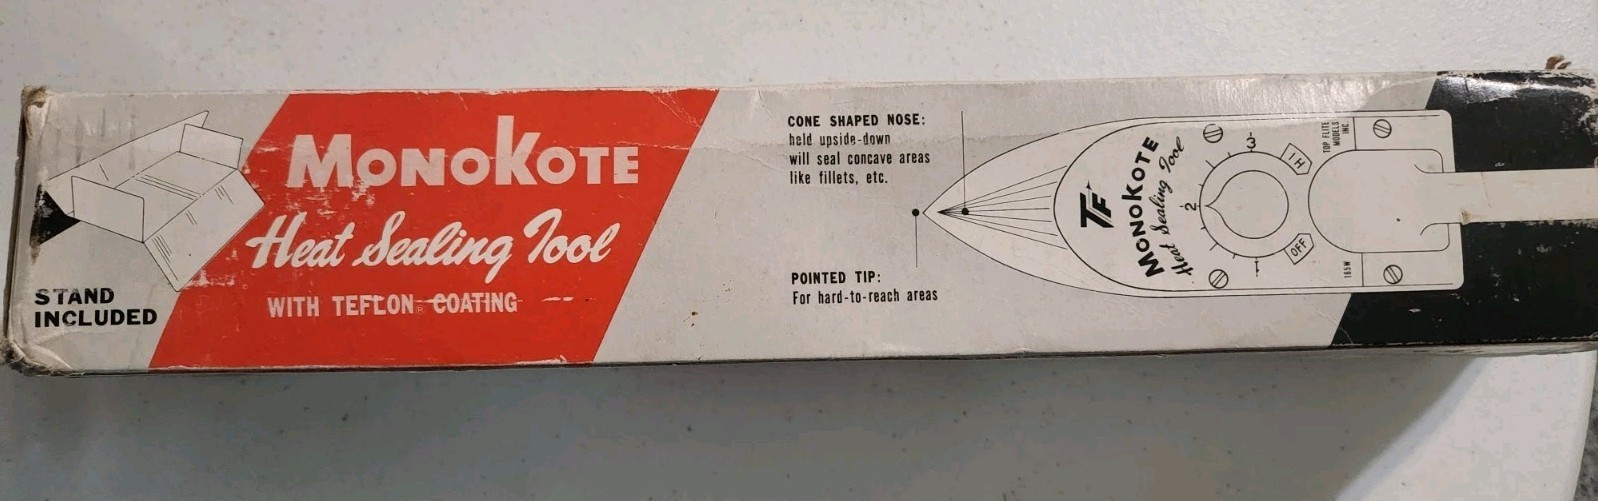 MONOKOTE
Heat Sealing Tool
WITH TEFLON® COATING
STAND
INCLUDED
CONE SHAPED NOSE:
held upside-down
will seal concave areas
like fillets, etc.
POINTED TIP:
For hard-to-reach areas
TF
MONOKOTE
Heat Sealing Tool
1
2
3
HI
OFF
TOP FLITE
MODELS
INC.
165W